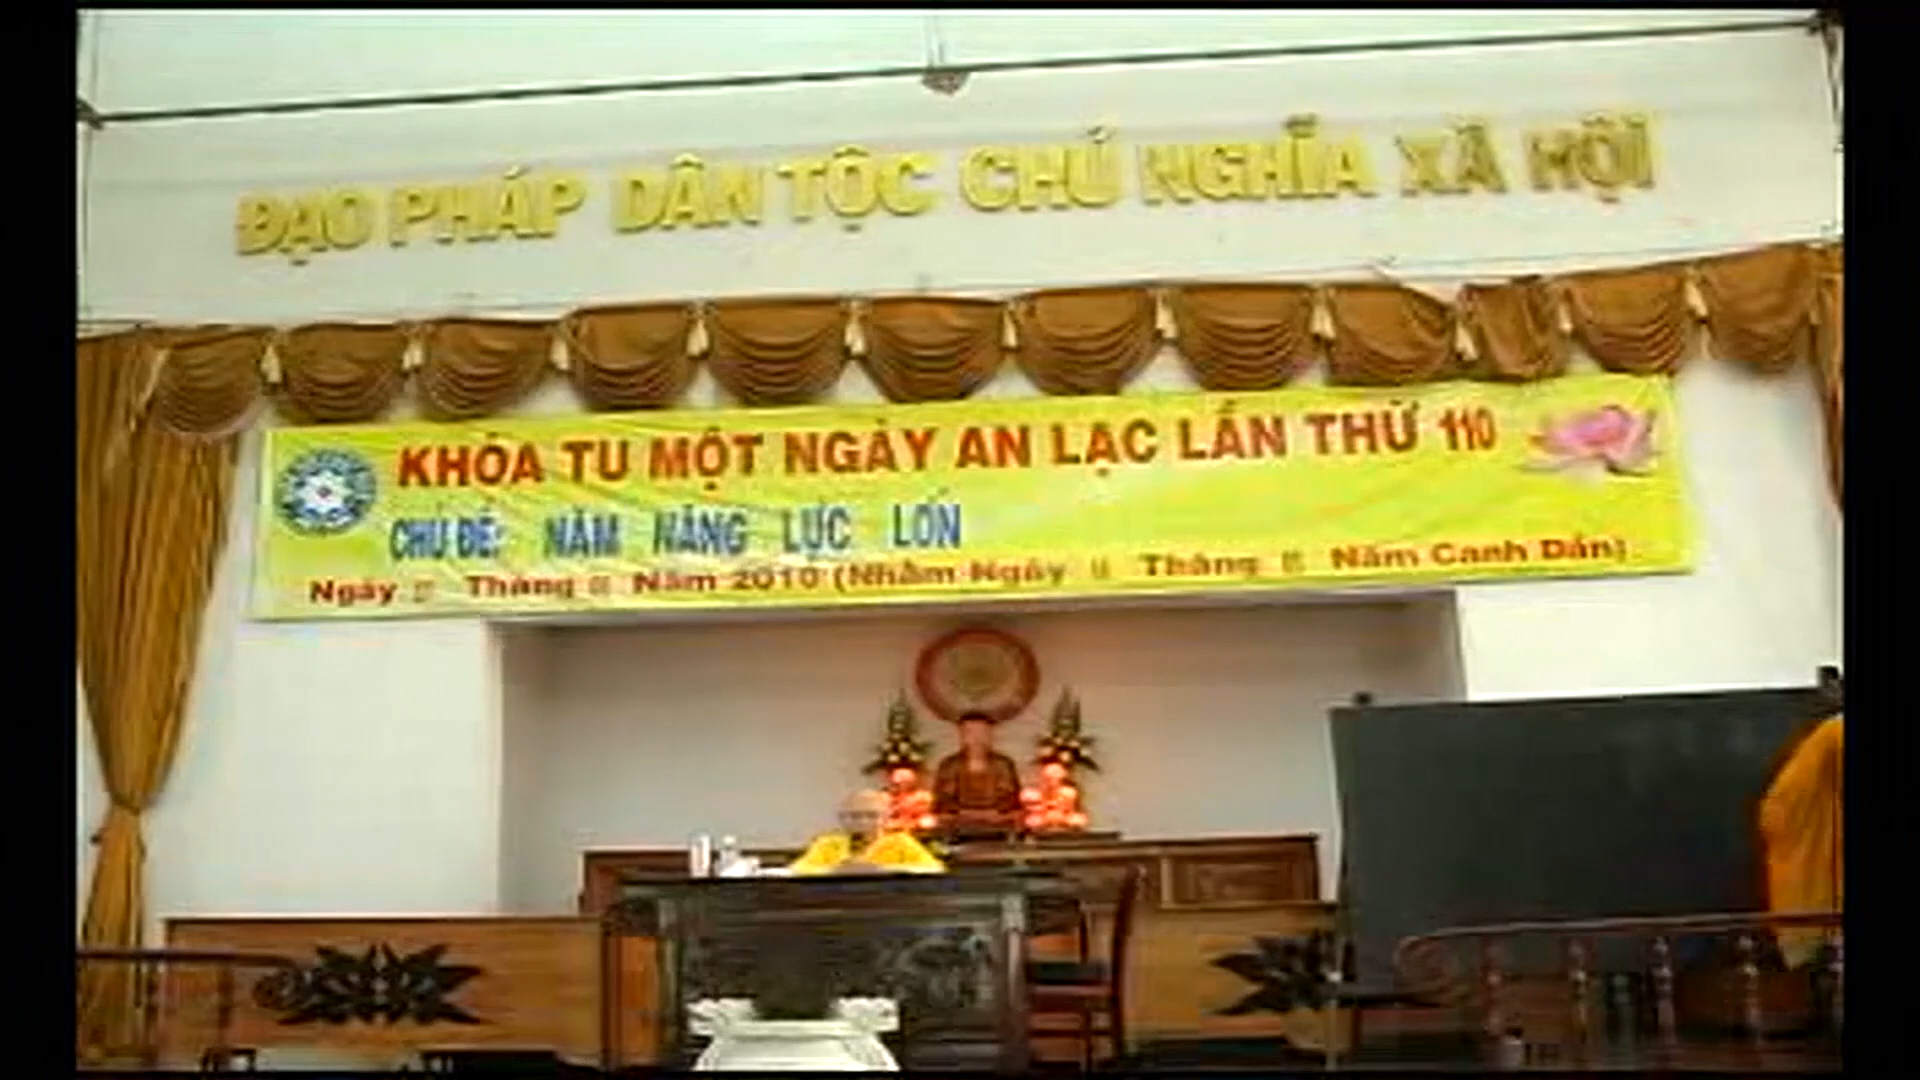 ĐẠO PHÁP DÂN TỘC CHỦ NGHĨA XÃ HỘI
KHÓA TU MỘT NGÀY AN LẠC LẦN THỨ 110
CHỦ ĐỀ: NĂM NĂNG LỰC LỚN
Ngày Tháng Năm 2010 (Nhằm Ngày Tháng Năm Canh Dần)